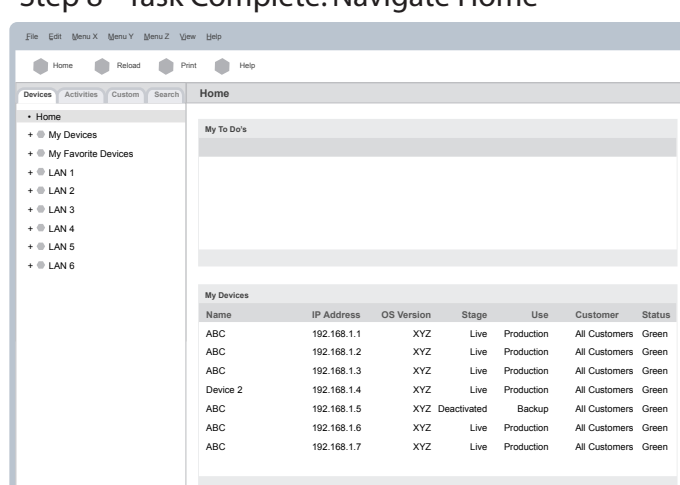 Step 8 - Task Complete: Navigate Home
File Edit Menu X Menu Y Menu Z View Help
Home Reload Print Help
Devices Activities Custom Search
Home
• Home
+ My Devices
+ My Favorite Devices
+ LAN 1
+ LAN 2
+ LAN 3
+ LAN 4
+ LAN 5
+ LAN 6
My To Do's
My Devices
Name IP Address OS Version Stage Use Customer Status
ABC 192.168.1.1 XYZ Live Production All Customers Green
ABC 192.168.1.2 XYZ Live Production All Customers Green
ABC 192.168.1.3 XYZ Live Production All Customers Green
Device 2 192.168.1.4 XYZ Live Production All Customers Green
ABC 192.168.1.5 XYZ Deactivated Backup All Customers Green
ABC 192.168.1.6 XYZ Live Production All Customers Green
ABC 192.168.1.7 XYZ Live Production All Customers Green